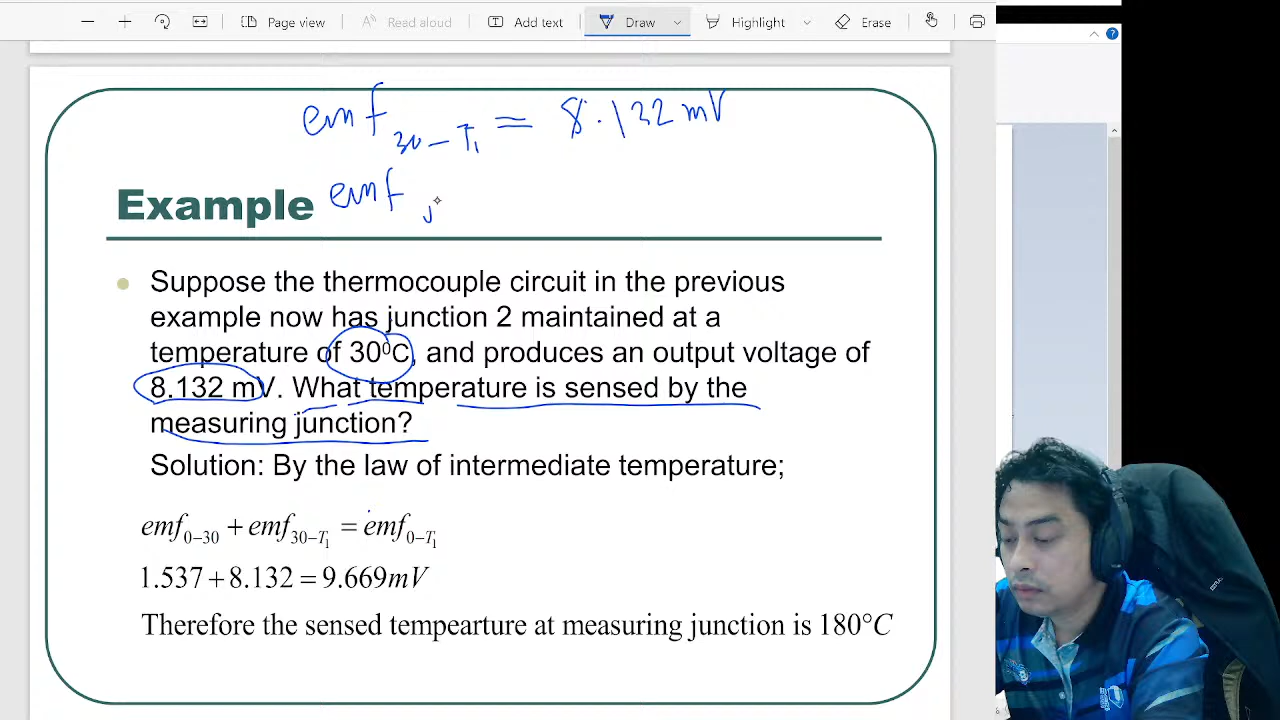 Page view
Read aloud
Add text
Draw
Highlight
Erase
emf 30-T₁ = 8.132 mV
Example emf
Suppose the thermocouple circuit in the previous
example now has junction 2 maintained at a
temperature of 30⁰C, and produces an output voltage of
8.132 mV. What temperature is sensed by the
measuring junction?
Solution: By the law of intermediate temperature;
emf₀₋₃₀ + emf₃₀₋T₁ = emf₀₋T₁
1.537 + 8.132 = 9.669mV
Therefore the sensed tempearture at measuring junction is 180°C